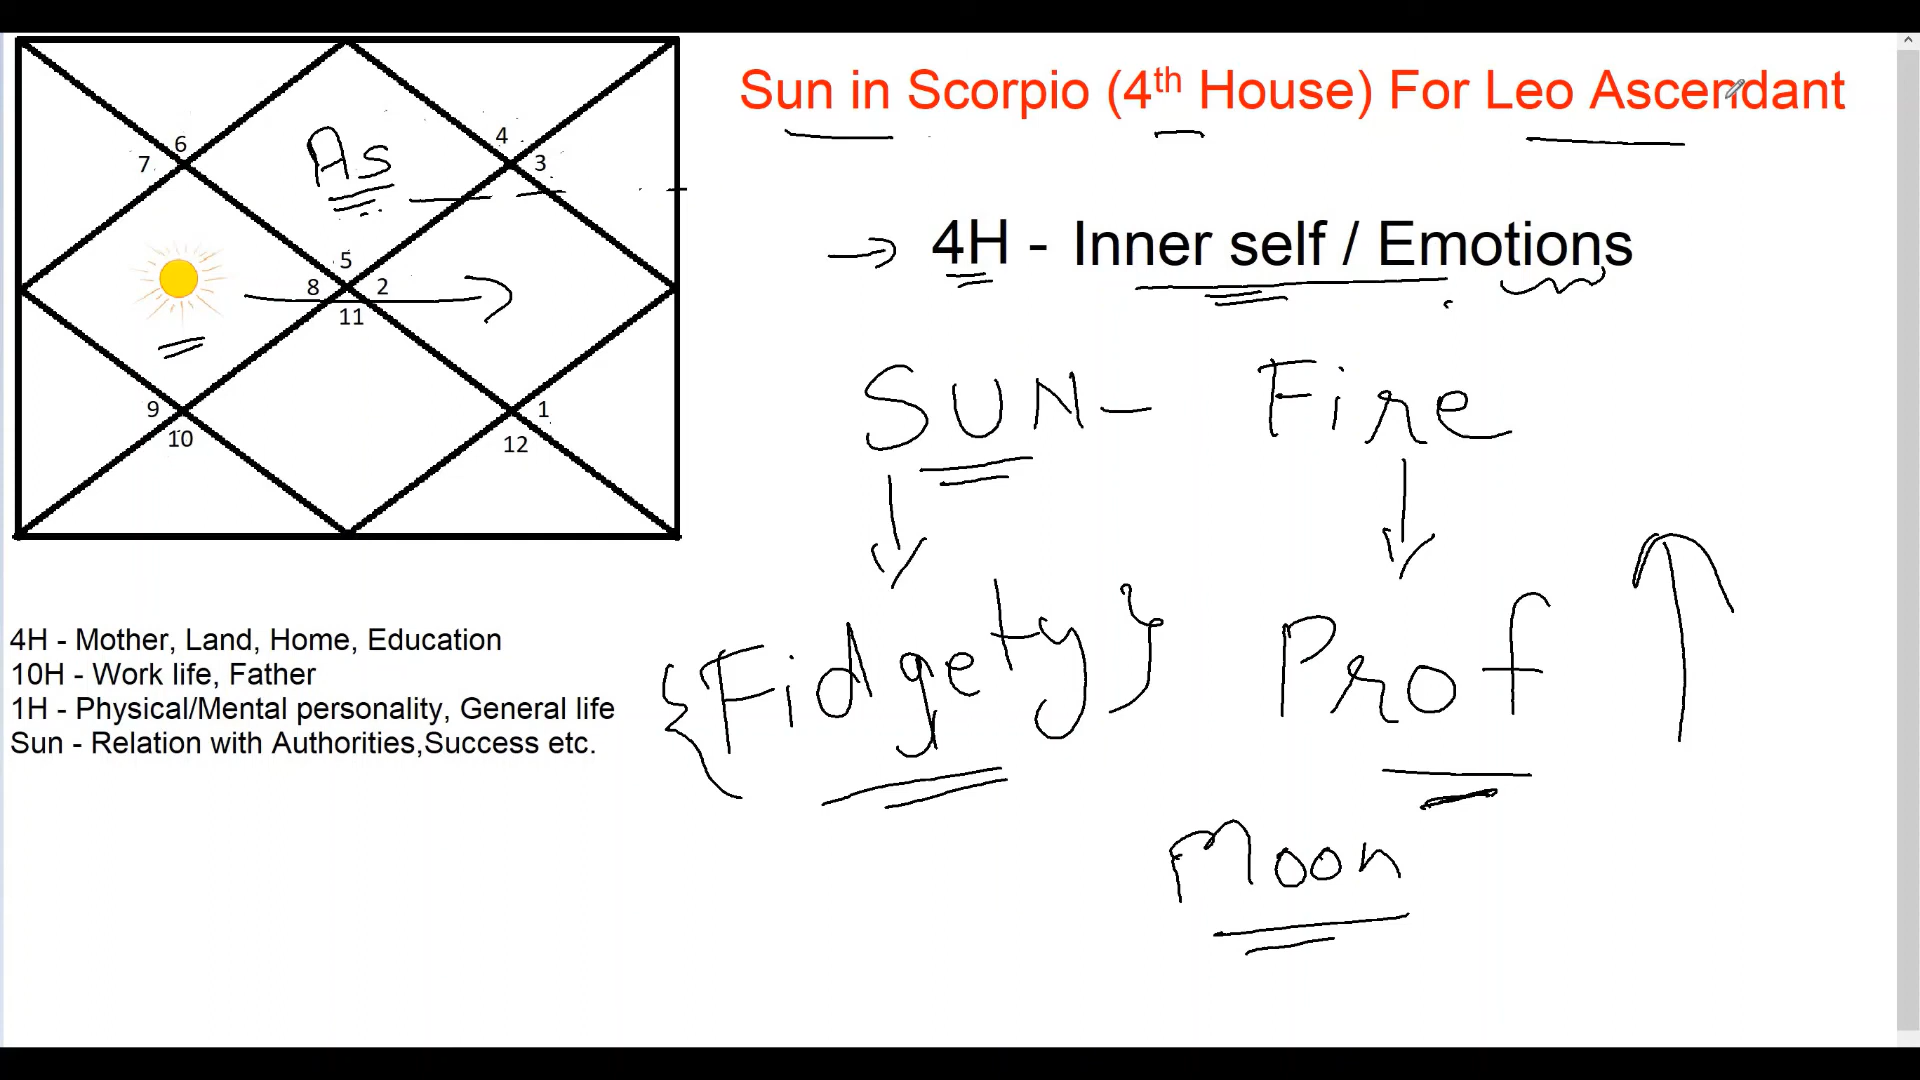 Sun in Scorpio (4th House) For Leo Ascendant
As
6
7
4
3
5
8
2
11
9
10
1
12
4H - Inner self / Emotions
SUN - Fire
Fidgety
Prof
Moon
4H - Mother, Land, Home, Education
10H - Work life, Father
1H - Physical/Mental personality, General life
Sun - Relation with Authorities,Success etc.